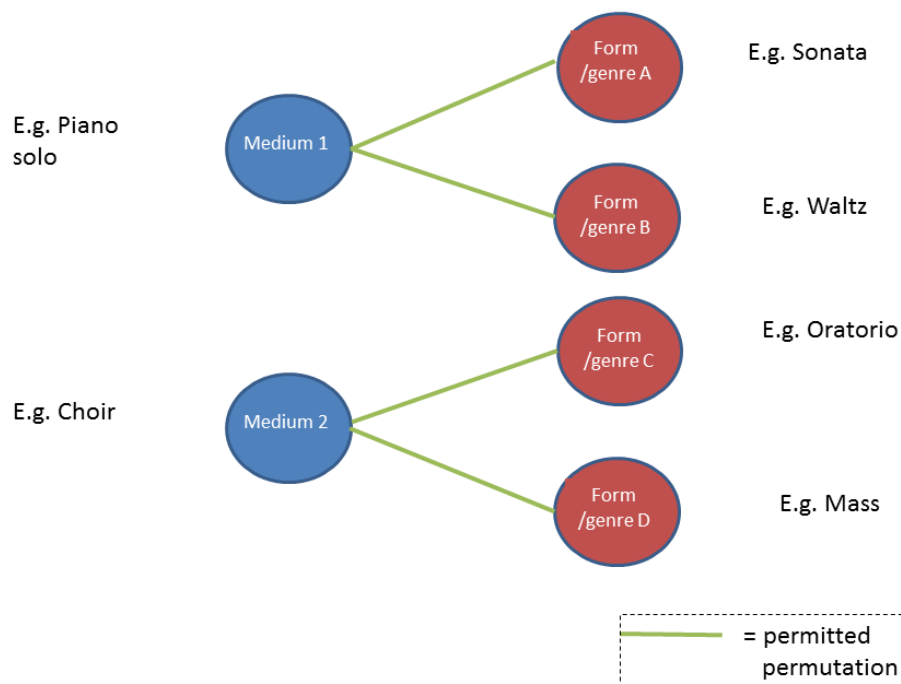 Form
/genre A
E.g. Sonata
E.g. Piano
solo
Medium 1
Form
/genre B
E.g. Waltz
Form
/genre C
E.g. Oratorio
E.g. Choir
Medium 2
Form
/genre D
E.g. Mass
= permitted
permutation